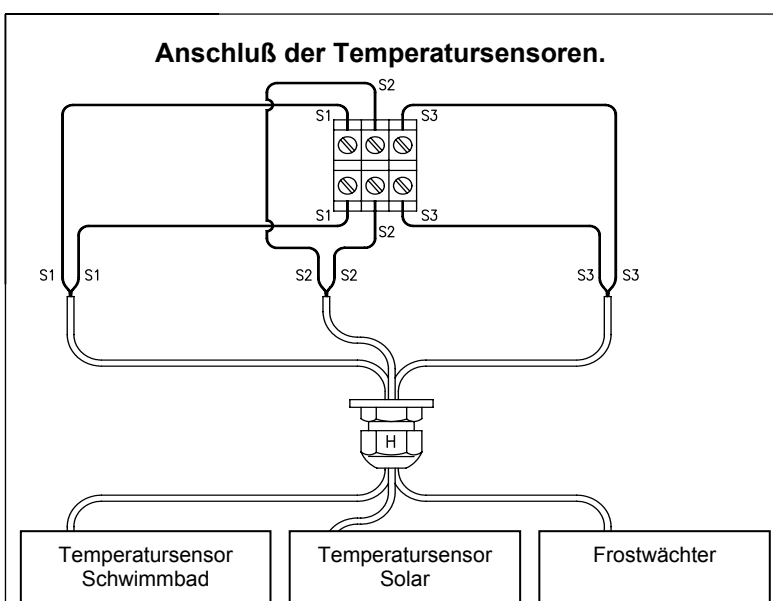 Anschluß der Temperatursensoren.
S2
S1
S3
S1
S3
S2
S1 S1
S2 S2
S3 S3
H
Temperatursensor
Schwimmbad
Temperatursensor
Solar
Frostwächter